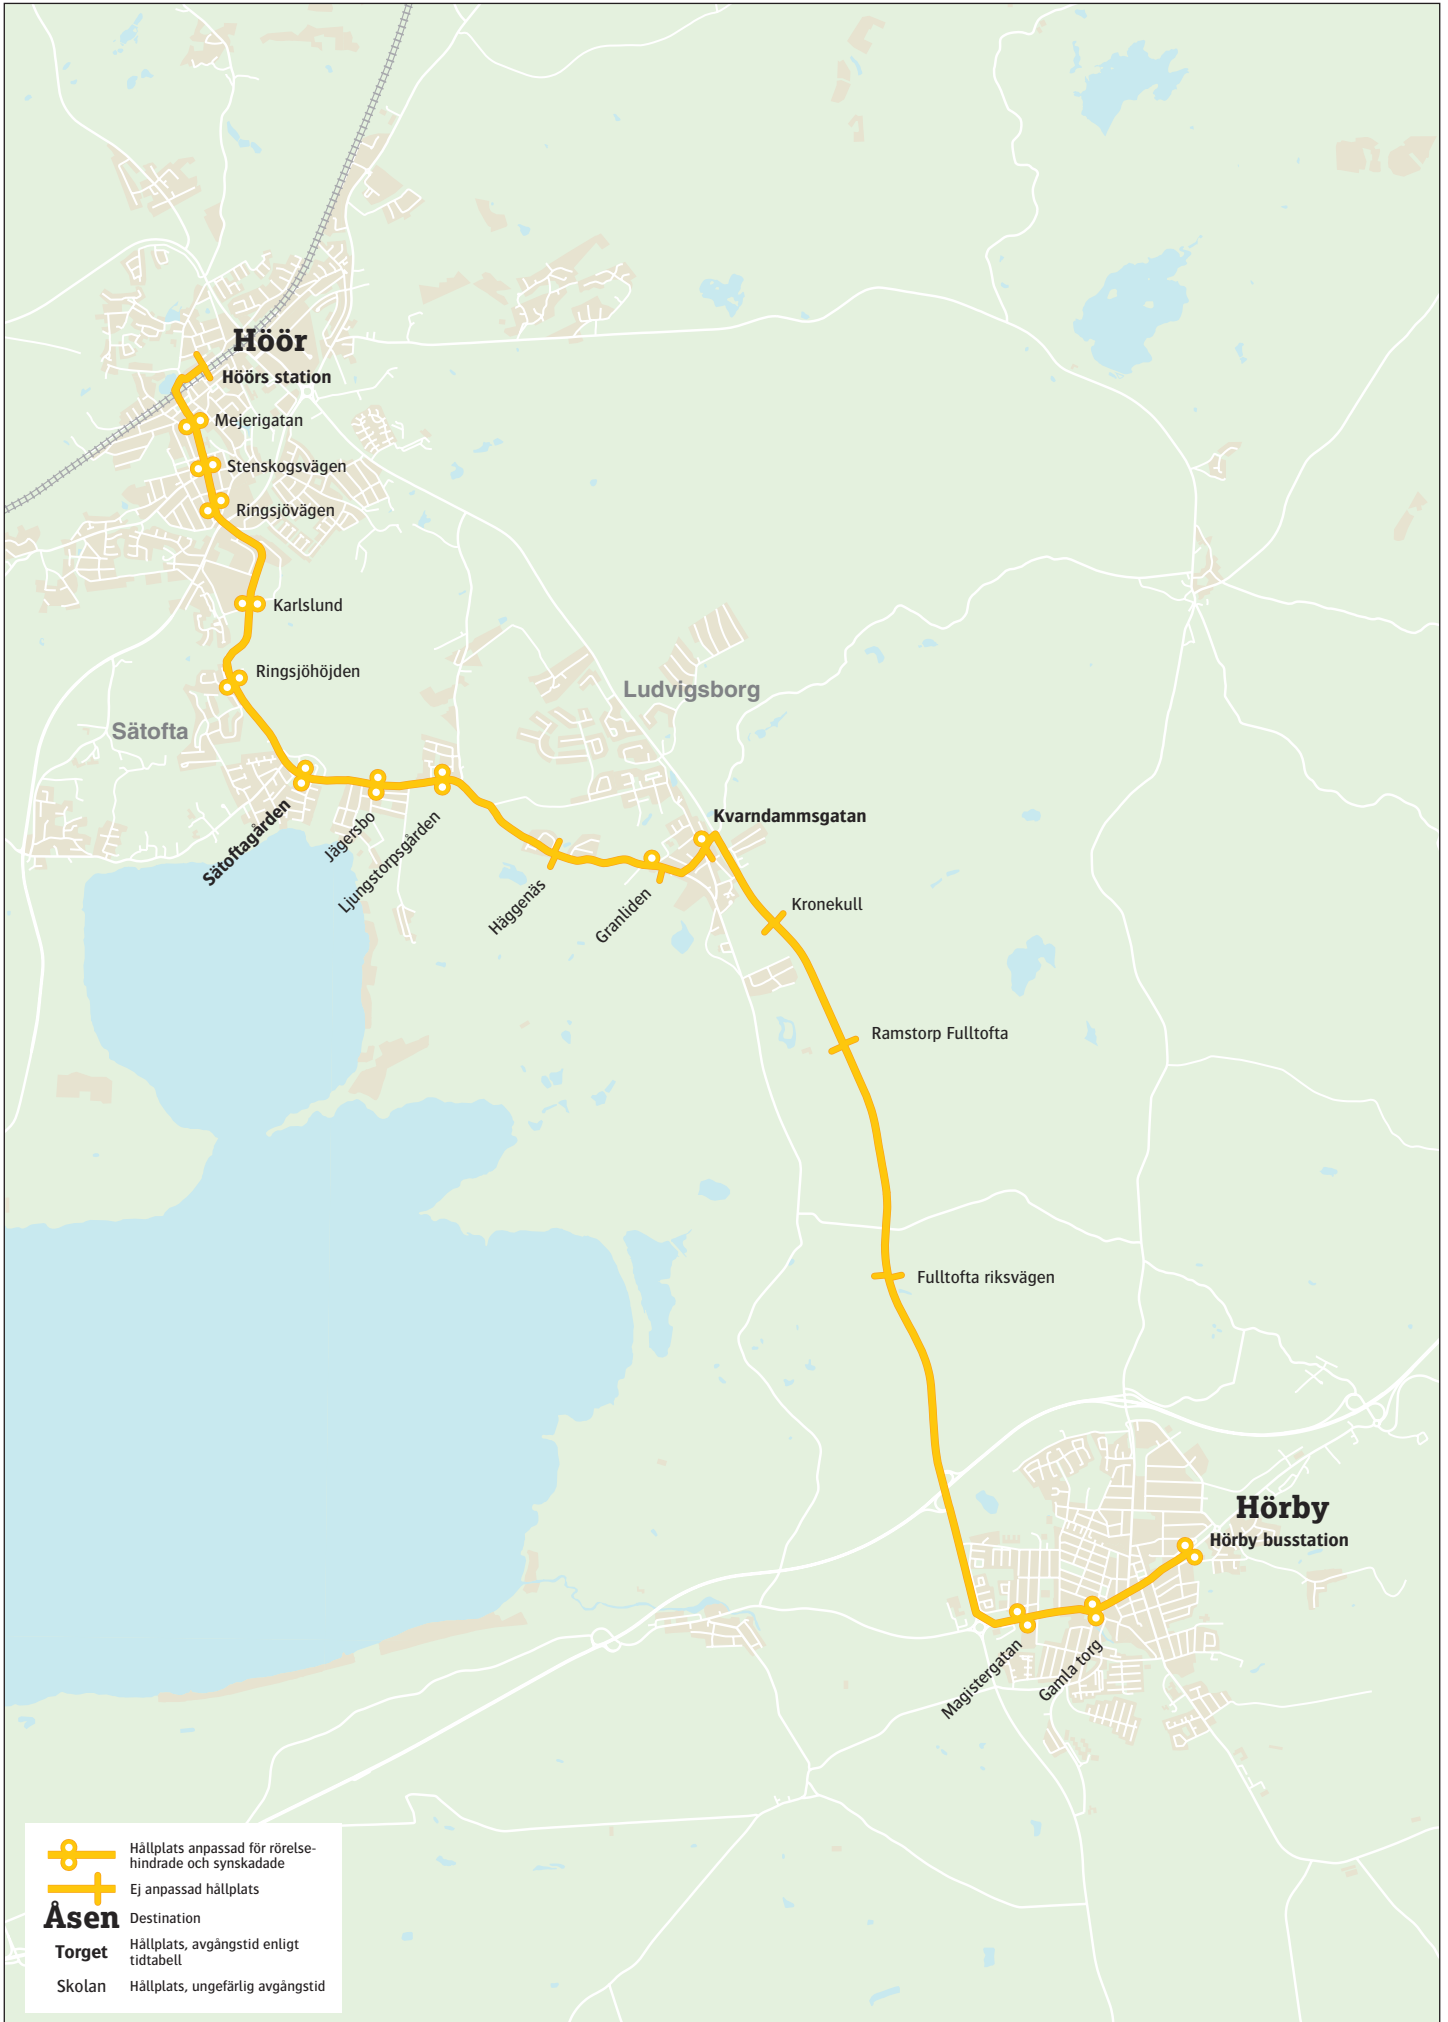 Höör
Höörs station
Mejerigatan
Stenskogsvägen
Ringsjövägen
Karlslund
Ringsjöhöjden
Ludvigsborg
Sätofta
Sätoftagården
Jägersbo
Ljungstorpsgården
Häggenäs
Granliden
Kvarndammsgatan
Kronekull
Ramstorp Fulltofta
Fulltofta riksvägen
Hörby
Hörby busstation
Magistergatan
Gamla torg
Hållplats anpassad för rörelse-
hindrade och synskadade
Ej anpassad hållplats
Åsen Destination
Torget Hållplats, avgångstid enligt
tidtabell
Skolan Hållplats, ungefärlig avgångstid